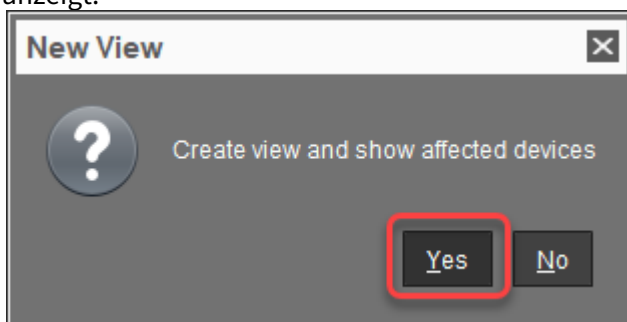 anzeigt.
New View
Create view and show affected devices
Yes No